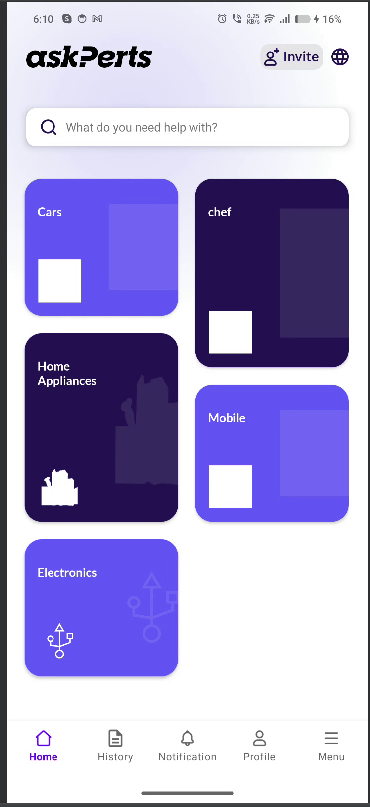 6:10
0.25
KB/s
16%
askPerts
Invite
What do you need help with?
Cars
chef
Home
Appliances
Mobile
Electronics
Home
History
Notification
Profile
Menu